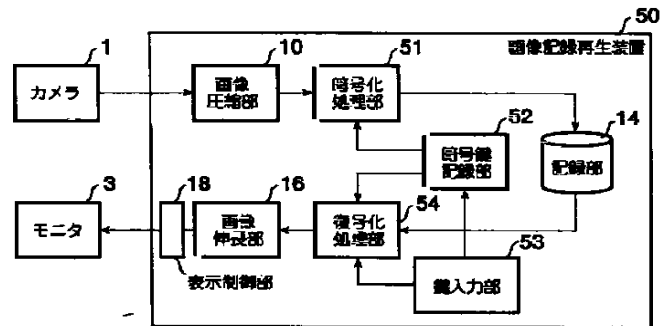 50
画像記録再生装置
1
カメラ
10
画像
圧縮部
51
暗号化
処理部
52
暗号鍵
記録部
14
記録部
3
モニタ
18
16
画像
伸長部
54
復号化
処理部
53
鍵入力部
表示制御部